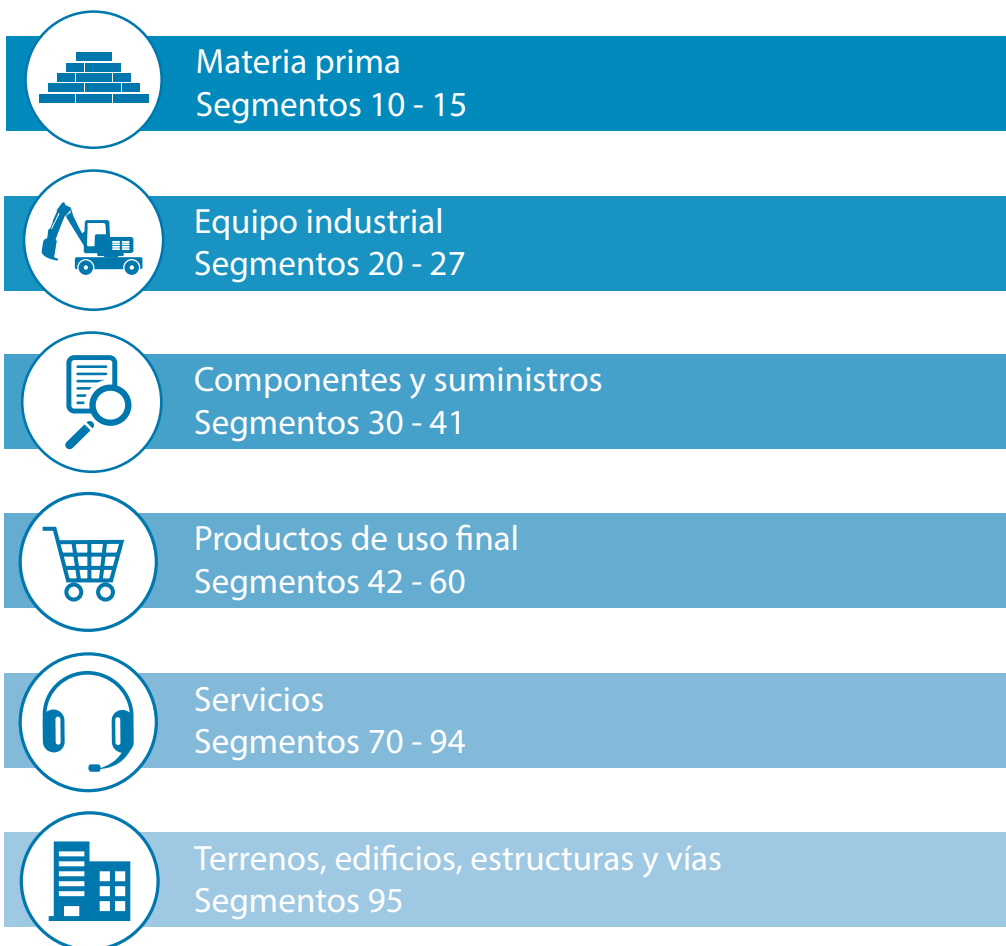 Materia prima
Segmentos 10 - 15
Equipo industrial
Segmentos 20 - 27
Componentes y suministros
Segmentos 30 - 41
Productos de uso final
Segmentos 42 - 60
Servicios
Segmentos 70 - 94
Terrenos, edificios, estructuras y vías
Segmentos 95